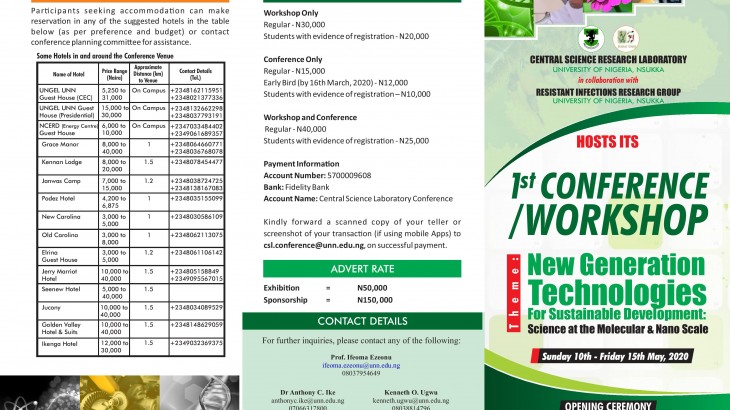 Participants seeking accommodation can make
reservation in any of the suggested hotels in the table
below (as per preference and budget) or contact
conference planning committee for assistance.
Some Hotels in and around the Conference Venue
Name of Hotel Price Range (Naira) Approximate Distance (km) to Venue Contact Details (Tel.)
UNGEL UNN Guest House (CEC) 5,250 to 31,000 On Campus +2348162115951 +2348021377336
UNGEL UNN Guest House (Presidential) 15,000 to 30,000 On Campus +2348132662298 +2348037793191
NCERD (Energy Centre) Guest House 6,000 to 10,000 On Campus +2347033484402 +2349061689357
Grace Manor 8,000 to 40,000 1 +2348064660771 +2348036768078
Kennan Lodge 8,000 to 20,000 1.5 +2348078454477
Janwas Camp 7,000 to 15,000 1.2 +2348038724725 +2348138167083
Padez Hotel 4,200 to 6,875 1 +2348035155099
New Carolina 3,000 to 5,000 1 +2348030586109
Old Carolina 3,000 to 8,000 1 +2348062113075
Elrina Guest House 3,000 to 5,000 1.2 +2348061106142
Jerry Marriot Hotel 10,000 to 40,000 1.5 +234805158849 +2349095567015
Seenew Hotel 5,000 to 40,000 1.5
Jucony 10,000 to 40,000 1.5 +2348034089529
Golden Valley Hotel & Suits 10,000 to 40,000 1.5 +2348148629059
Ikenga Hotel 12,000 to 30,000 1.5 +2349032369375
Workshop Only
Regular - N30,000
Students with evidence of registration - N20,000
Conference Only
Regular - N15,000
Early Bird (by 16th March, 2020) - N12,000
Students with evidence of registration – N10,000
Workshop and Conference
Regular - N40,000
Students with evidence of registration - N25,000
Payment Information
Account Number: 5700009608
Bank: Fidelity Bank
Account Name: Central Science Laboratory Conference
Kindly forward a scanned copy of your teller or
screenshot of your transaction (if using mobile Apps) to
csl.conference@unn.edu.ng, on successful payment.
ADVERT RATE
Exhibition = N50,000
Sponsorship = N150, 000
CONTACT DETAILS
For further inquiries, please contact any of the following:
Prof. Ifeoma Ezeonu
ifeoma.ezeonu@unn.edu.ng
08037954649
Dr Anthony C. Ike
anthonye.ike@unn.edu.ng
07066317800
Kenneth O. Ugwu
kenneth.ugwu@unn.edu.ng
08038814296
CENTRAL SCIENCE RESEARCH LABORATORY
UNIVERSITY OF NIGERIA, NSUKKA
in collaboration with
RESISTANT INFECTIONS RESEARCH GROUP
UNIVERSITY OF NIGERIA, NSUKKA
HOSTS ITS
1st CONFERENCE
/WORKSHOP
Theme:
New Generation
Technologies
For Sustainable Development:
Science at the Molecular & Nano Scale
Sunday 10th - Friday 15th May, 2020
OPENING CEREMONY